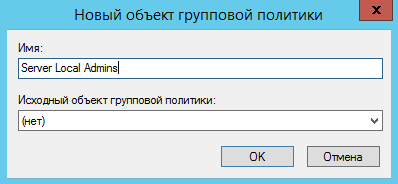 Новый объект групповой политики
x
Имя:
Server Local Admins
Исходный объект групповой политики:
(нет)
OK
Отмена